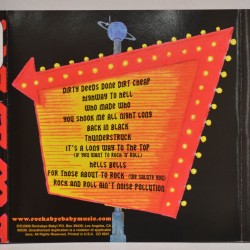 DIRTY DEEDS DONE DIRT CHEAP
HIGHWAY TO HELL
WHO MADE WHO
YOU SHOOK ME ALL NIGHT LONG
BACK IN BLACK
THUNDERSTRUCK
IT'S A LONG WAY TO THE TOP
(IF YOU WANT TO ROCK 'N' ROLL)
HELLS BELLS
FOR THOSE ABOUT TO ROCK (WE SALUTE YOU)
ROCK AND ROLL AIN'T NOISE POLLUTION
www.rockabyebabymusic.com